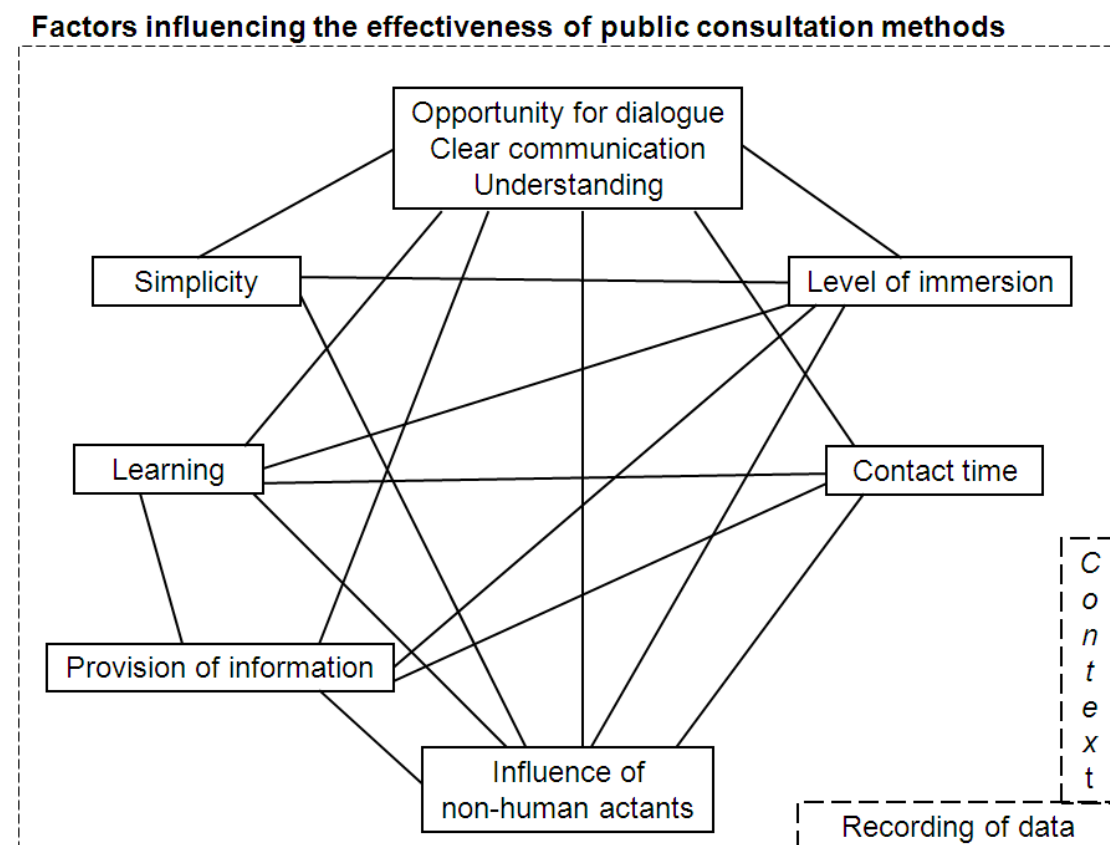 Factors influencing the effectiveness of public consultation methods
Opportunity for dialogue
Clear communication
Understanding
Simplicity
Level of immersion
Learning
Contact time
Provision of information
Influence of
non-human actants
C
o
n
t
e
x
t
Recording of data